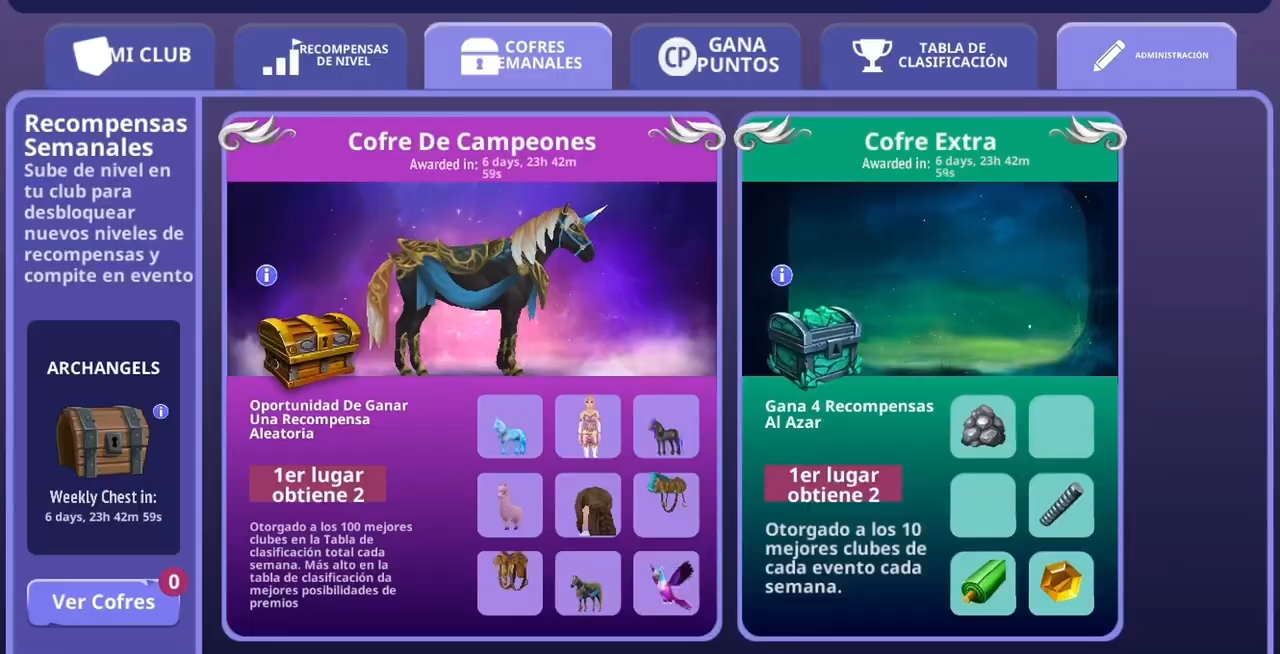 MI CLUB
RECOMPENSAS
DE NIVEL
COFRES
EMANALES
CP
GANA
PUNTOS
TABLA DE
CLASIFICACIÓN
ADMINISTRACIÓN
Recompensas
Semanales
Sube de nivel en
tu club para
desbloquear
nuevos niveles de
recompensas y
compite en evento
ARCHANGELS
i
Weekly Chest in:
6 days, 23h 42m 59s
0
Ver Cofres
Cofre De Campeones
Awarded in: 6 days, 23h 42m
59s
i
Oportunidad De Ganar
Una Recompensa
Aleatoria
1er lugar
obtiene 2
Otorgado a los 100 mejores
clubes en la Tabla de
clasificación total cada
semana. Más alto en la
tabla de clasificación da
mejores posibilidades de
premios
Cofre Extra
Awarded in: 6 days, 23h 42m
59s
i
Gana 4 Recompensas
Al Azar
1er lugar
obtiene 2
Otorgado a los 10
mejores clubes de
cada evento cada
semana.